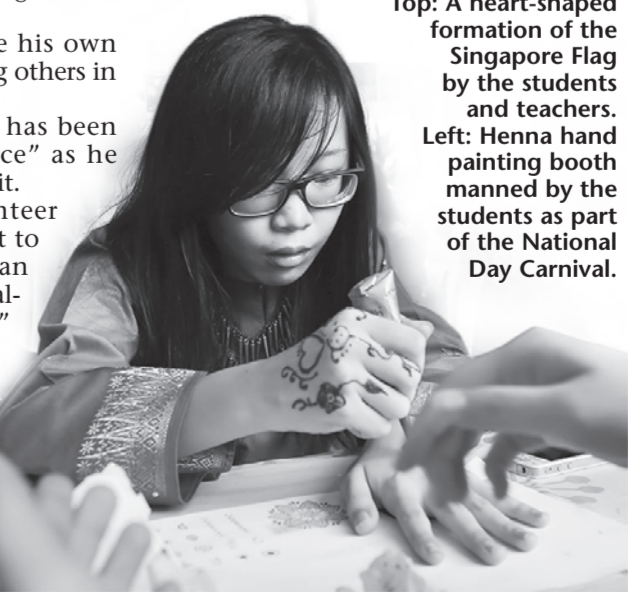 e his own
g others in
has been
ce” as he
it.
nteer
t to
an
al-
”
Top: A heart-shaped
formation of the
Singapore Flag
by the students
and teachers.
Left: Henna hand
painting booth
manned by the
students as part
of the National
Day Carnival.